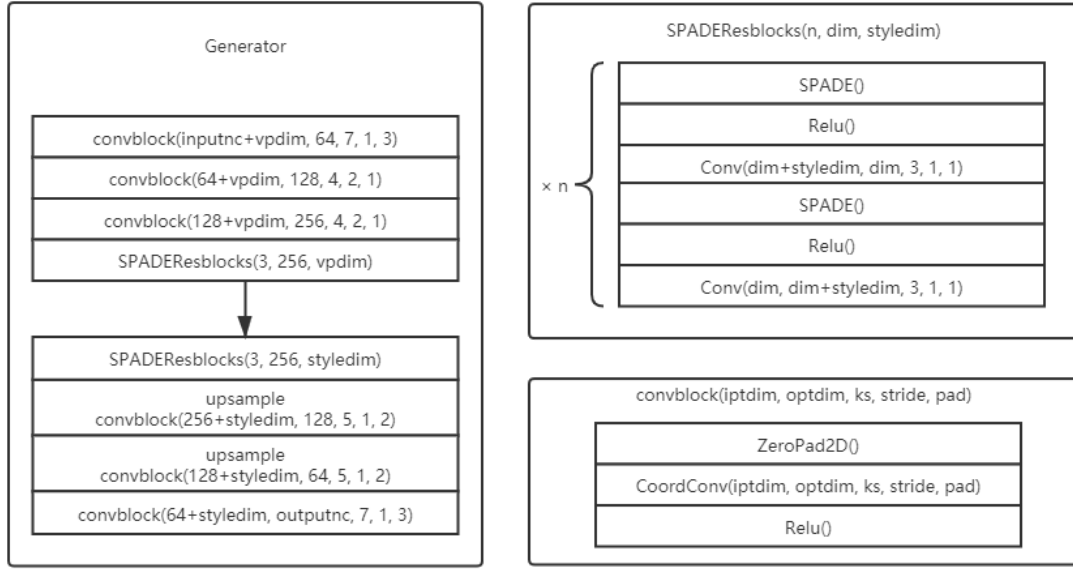 Generator
convblock(inputnc+vpdim, 64, 7, 1, 3)
convblock(64+vpdim, 128, 4, 2, 1)
convblock(128+vpdim, 256, 4, 2, 1)
SPADEResblocks(3, 256, vpdim)
SPADEResblocks(3, 256, styledim)
upsample
convblock(256+styledim, 128, 5, 1, 2)
upsample
convblock(128+styledim, 64, 5, 1, 2)
convblock(64+styledim, outputnc, 7, 1, 3)
SPADEResblocks(n, dim, styledim)
× n
SPADE()
Relu()
Conv(dim+styledim, dim, 3, 1, 1)
SPADE()
Relu()
Conv(dim, dim+styledim, 3, 1, 1)
convblock(iptdim, optdim, ks, stride, pad)
ZeroPad2D()
CoordConv(iptdim, optdim, ks, stride, pad)
Relu()